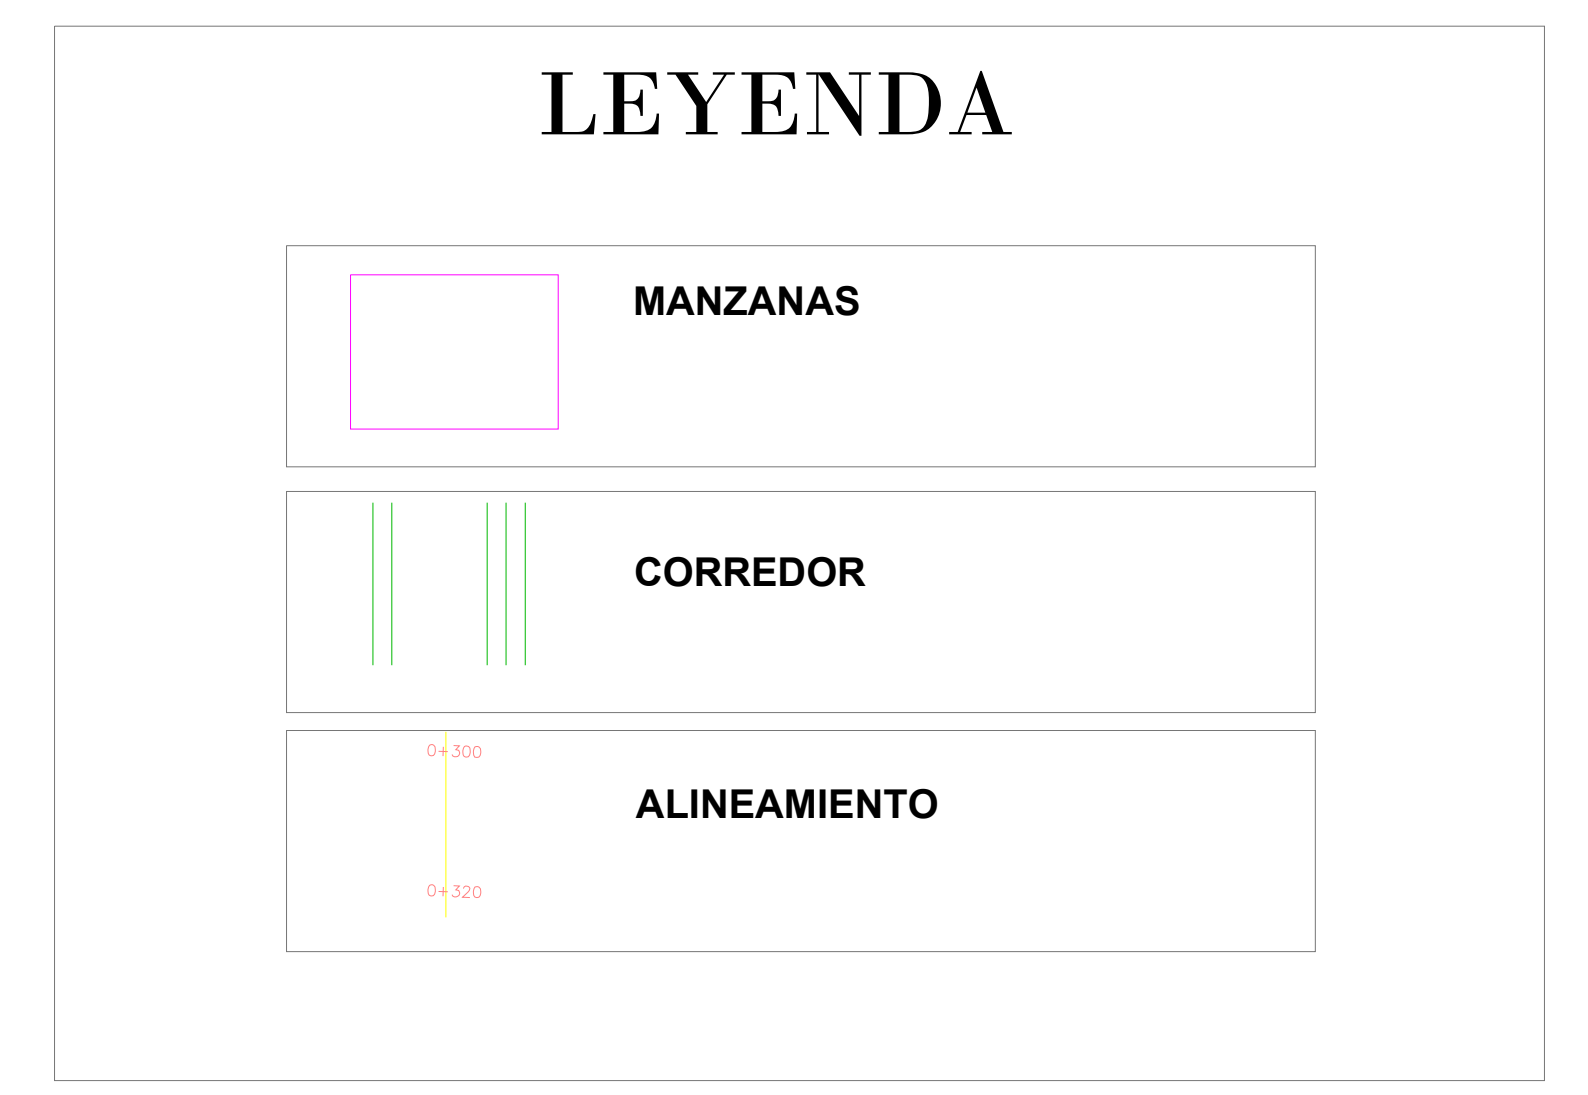 LEYENDA
MANZANAS
CORREDOR
0+300
ALINEAMIENTO
0+320